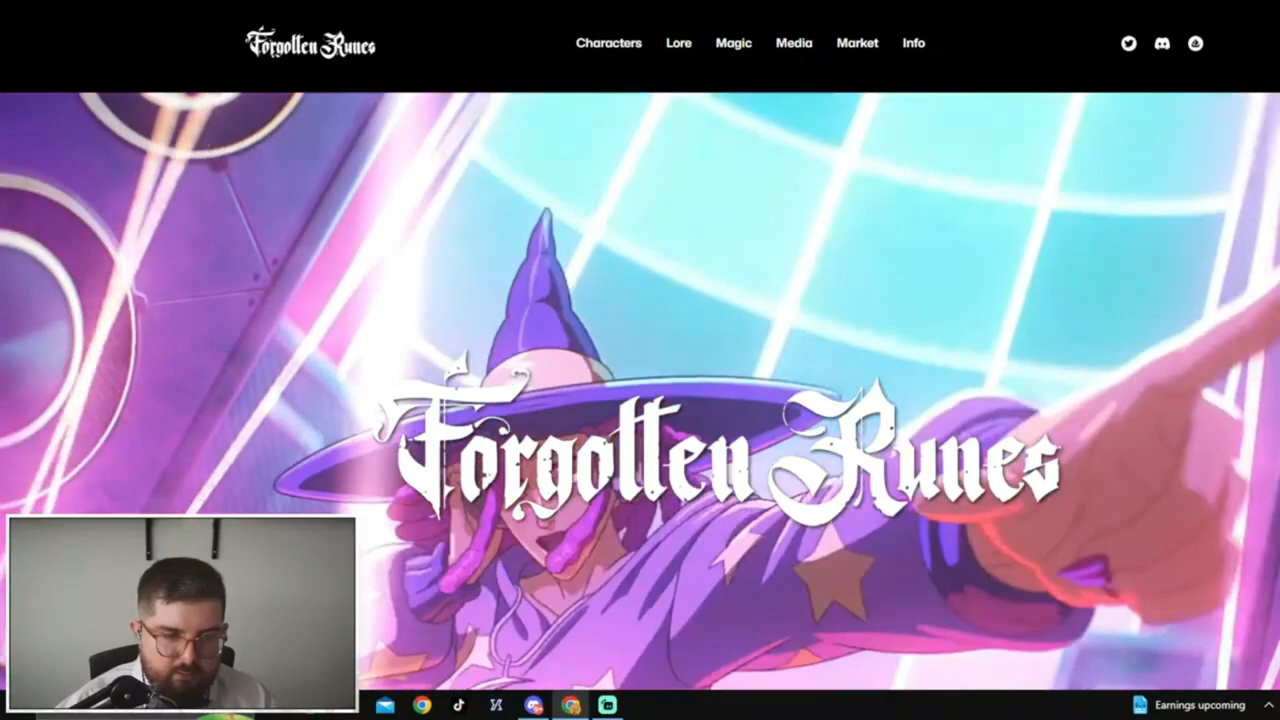 Forgotten Runes
Characters Lore Magic Media Market Info
Forgotten Runes
Earnings upcoming